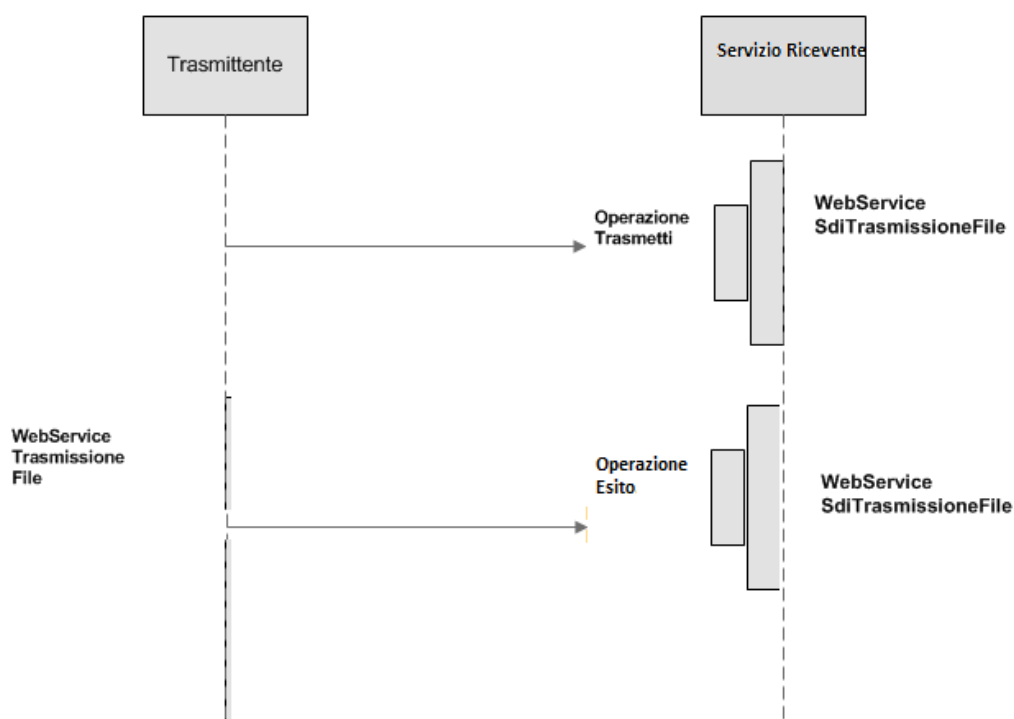 Trasmittente
Servizio Ricevente
Operazione
Trasmetti
WebService
SdiTrasmissioneFile
WebService
Trasmissione
File
Operazione
Esito
WebService
SdiTrasmissioneFile